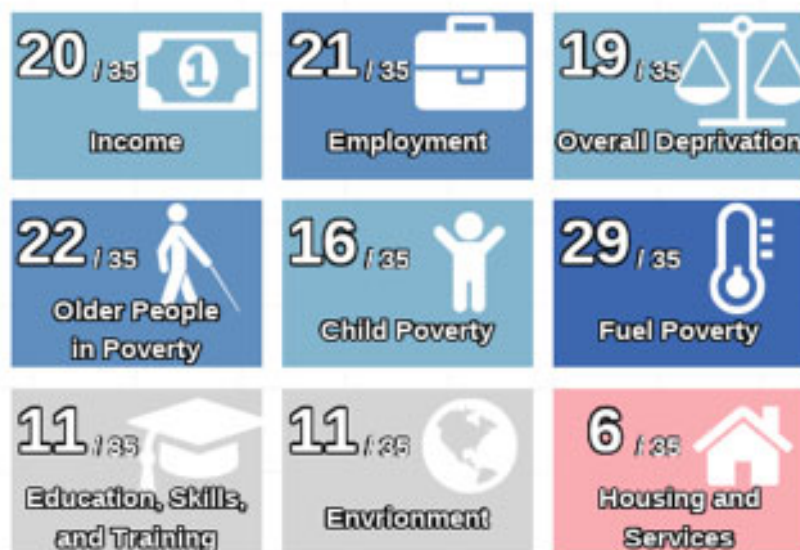 20 / 35
1
Income
21 / 35
Employment
19 / 35
Overall Deprivation
22 / 35
Older People
in Poverty
16 / 35
Child Poverty
29 / 35
Fuel Poverty
11 / 35
Education, Skills,
and Training
11 / 35
Envrionment
6 / 35
Housing and
Services